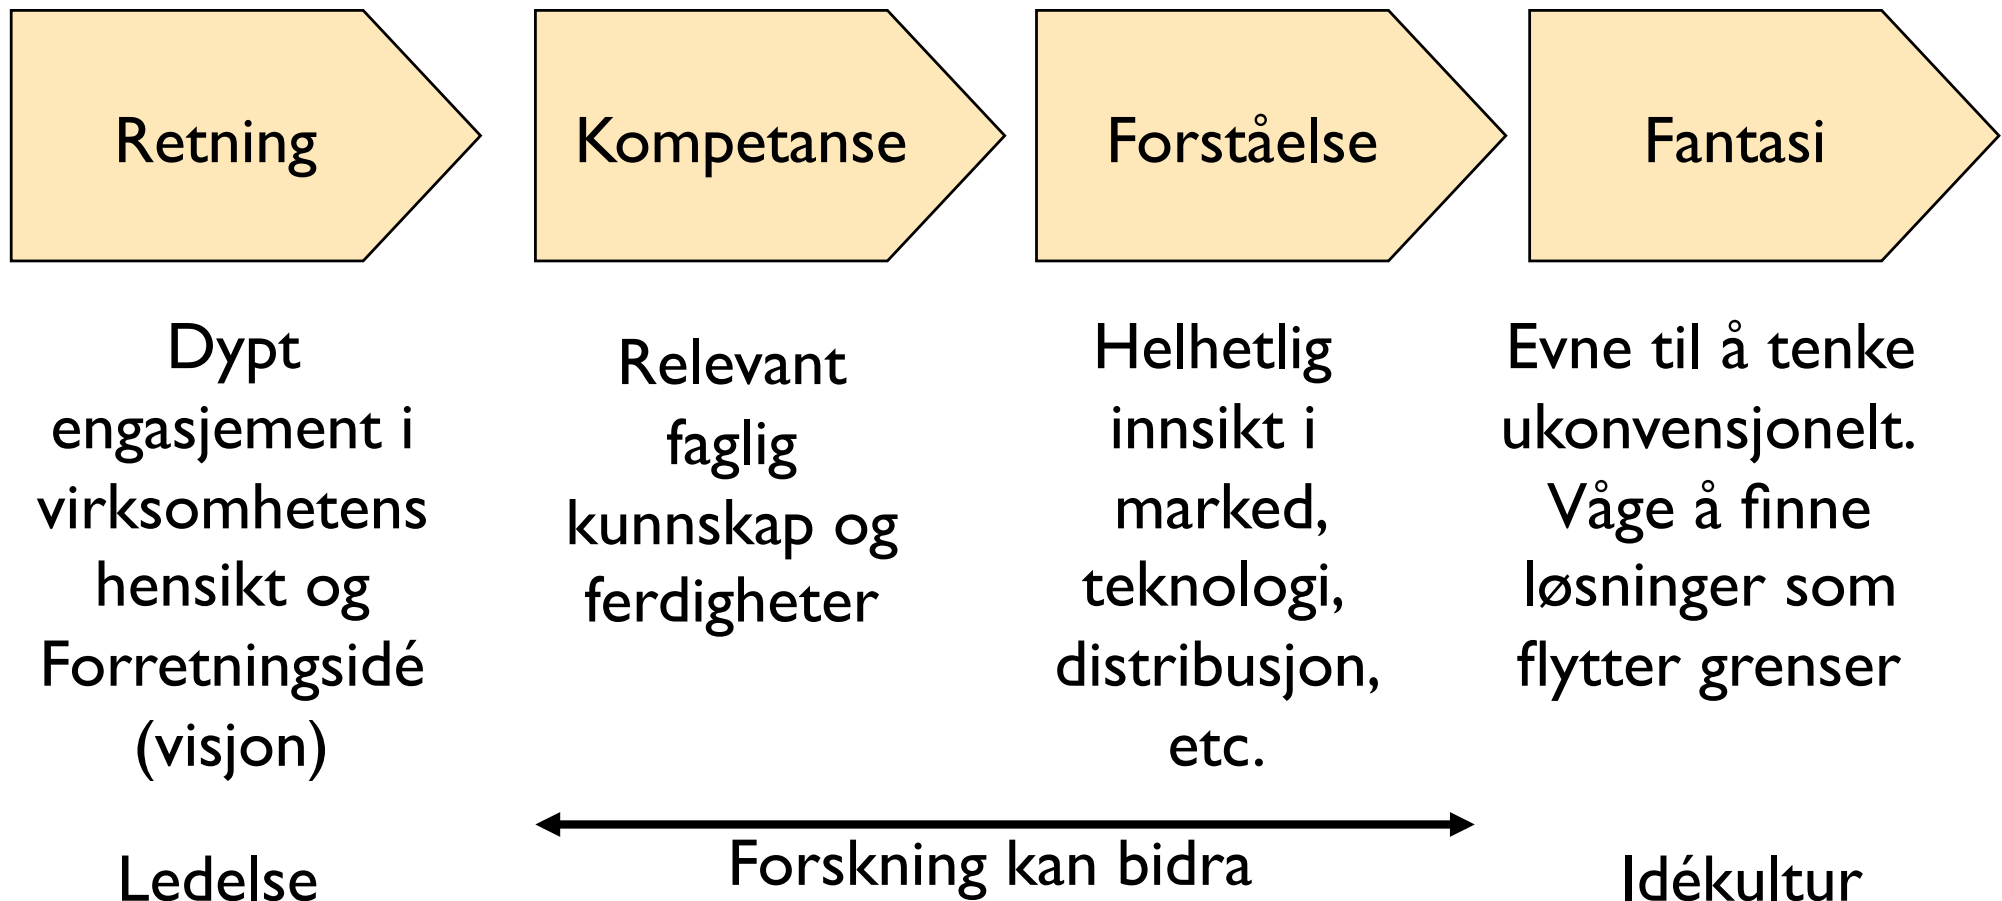 Retning
Kompetanse
Forståelse
Fantasi
Dypt
engasjement i
virksomhetens
hensikt og
Forretningsidé
(visjon)
Relevant
faglig
kunnskap og
ferdigheter
Helhetlig
innsikt i
marked,
teknologi,
distribusjon,
etc.
Evne til å tenke
ukonvensjonelt.
Våge å finne
løsninger som
flytter grenser
Ledelse
Forskning kan bidra
Idékultur